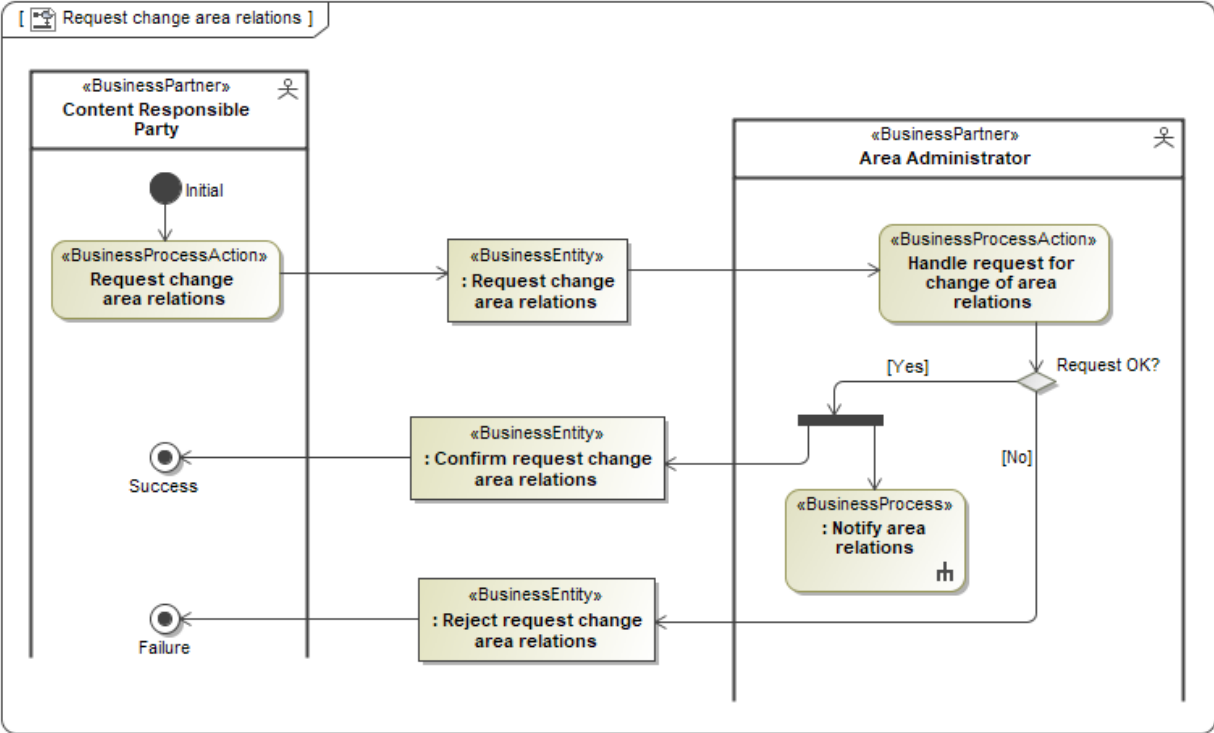 [ Request change area relations ]
«BusinessPartner»
Content Responsible
Party
Initial
«BusinessProcessAction»
Request change
area relations
«BusinessEntity»
: Request change
area relations
«BusinessPartner»
Area Administrator
«BusinessProcessAction»
Handle request for
change of area
relations
Request OK?
[Yes]
[No]
«BusinessEntity»
: Confirm request change
area relations
Success
«BusinessProcess»
: Notify area
relations
«BusinessEntity»
: Reject request change
area relations
Failure